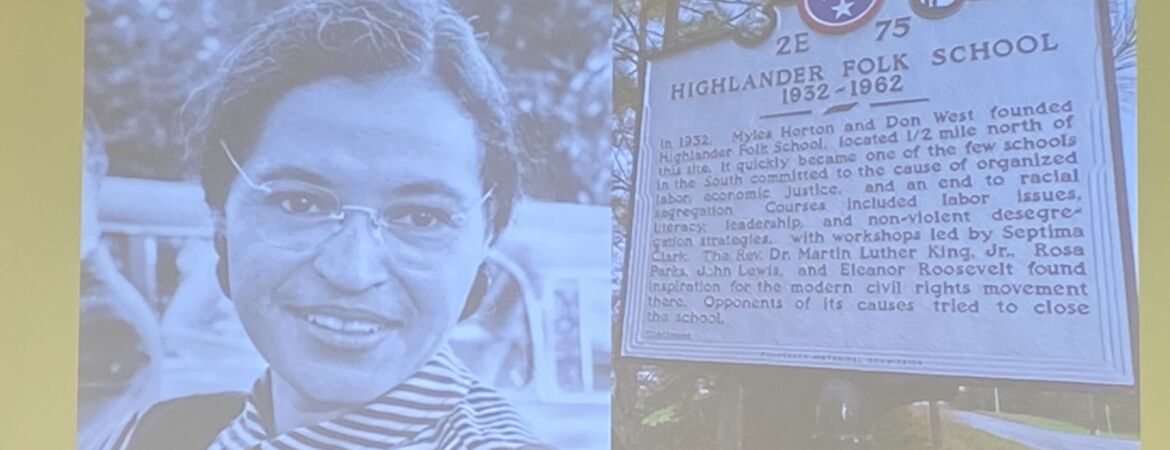 2E 75
HIGHLANDER FOLK SCHOOL
1932-1962
In 1932, Myles Horton and Don West founded
Highlander Folk School, located 1/2 mile north of
this site. It quickly became one of the few schools
in the South committed to the cause of organized
labor, economic justice, and an end to racial
segregation. Courses included labor issues,
literacy, leadership, and non-violent desegre-
gation strategies, with workshops led by Septima
Clark. The Rev. Dr. Martin Luther King, Jr., Rosa
Parks, John Lewis, and Eleanor Roosevelt found
inspiration for the modern civil rights movement
there. Opponents of its causes tried to close
the school.
Continued
TENNESSEE HISTORICAL COMMISSION